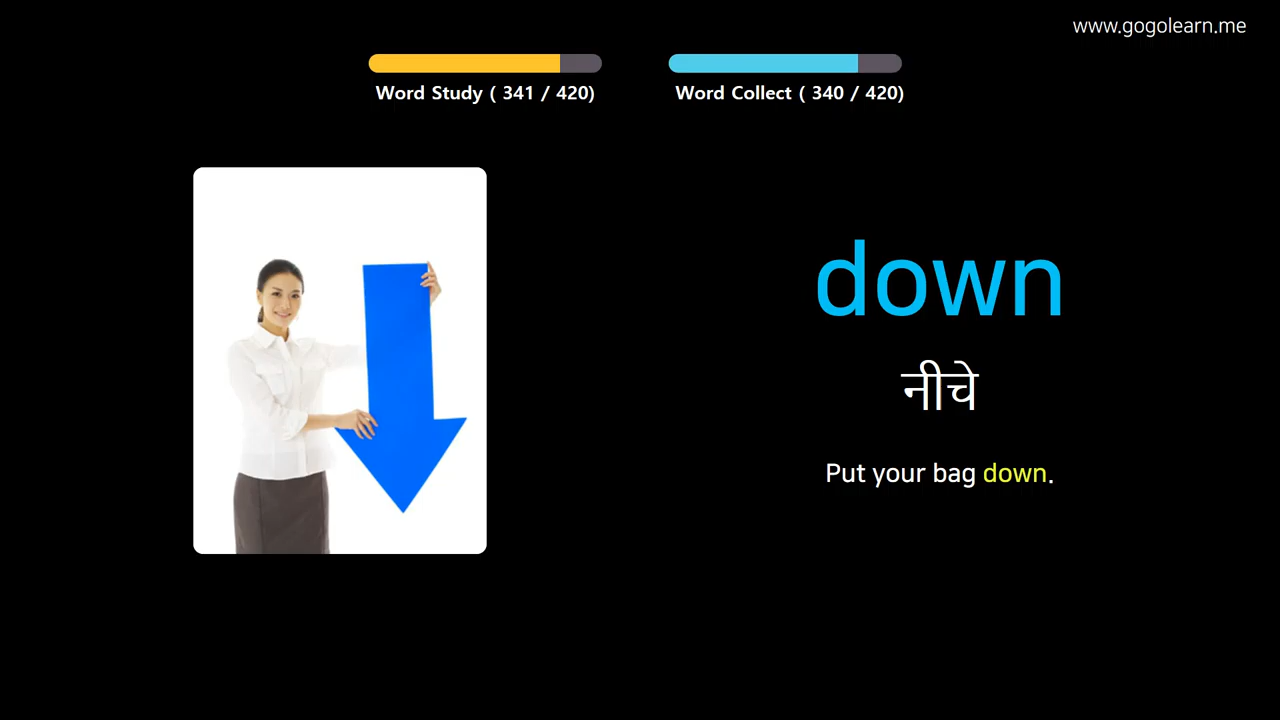 www.gogolearn.me
Word Study ( 341 / 420)
Word Collect ( 340 / 420)
down
नीचे
Put your bag down.